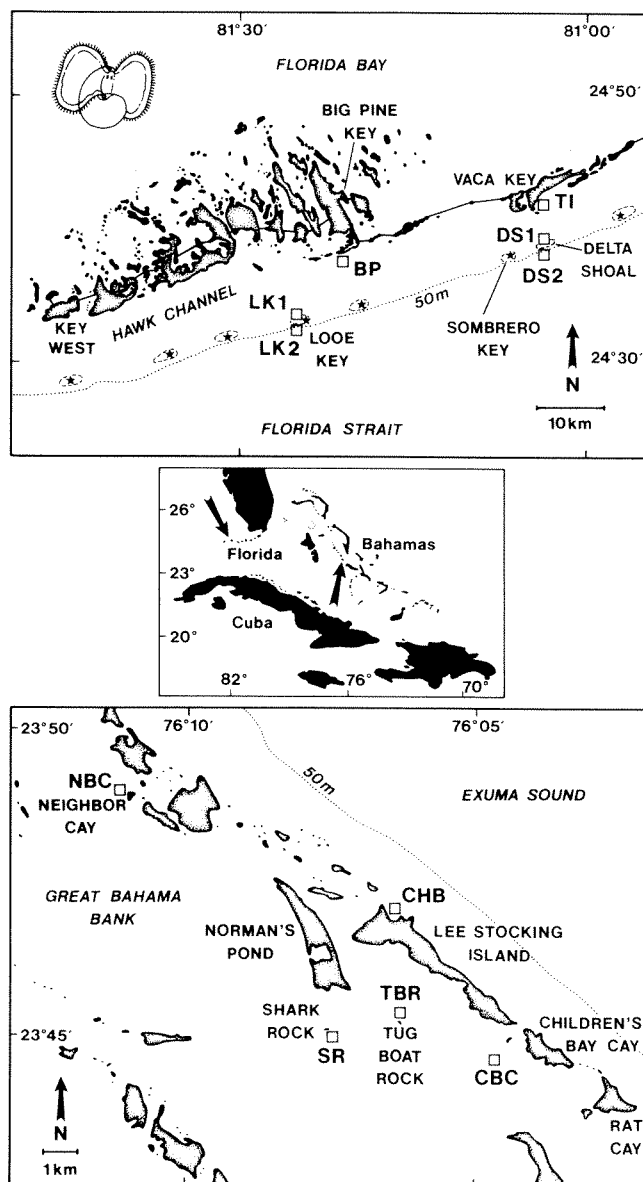 81°30′
81°00′
FLORIDA BAY
24°50′
BIG PINE
KEY
VACA KEY
TI
DS1
DELTA
SHOAL
DS2
BP
50m
HAWK CHANNEL
KEY
WEST
LK1
LK2
LOOE
KEY
SOMBRERO
KEY
24°30′
N
10km
FLORIDA STRAIT
26°
Florida
Bahamas
23°
Cuba
20°
82°
76°
70°
23°50′
76°10′
76°05′
50m
NBC
NEIGHBOR
CAY
EXUMA SOUND
GREAT BAHAMA
BANK
CHB
NORMAN'S
POND
LEE STOCKING
ISLAND
TBR
SHARK
ROCK
SR
TUG
BOAT
ROCK
23°45′
CHILDREN'S
BAY CAY
CBC
RAT
CAY
N
1km